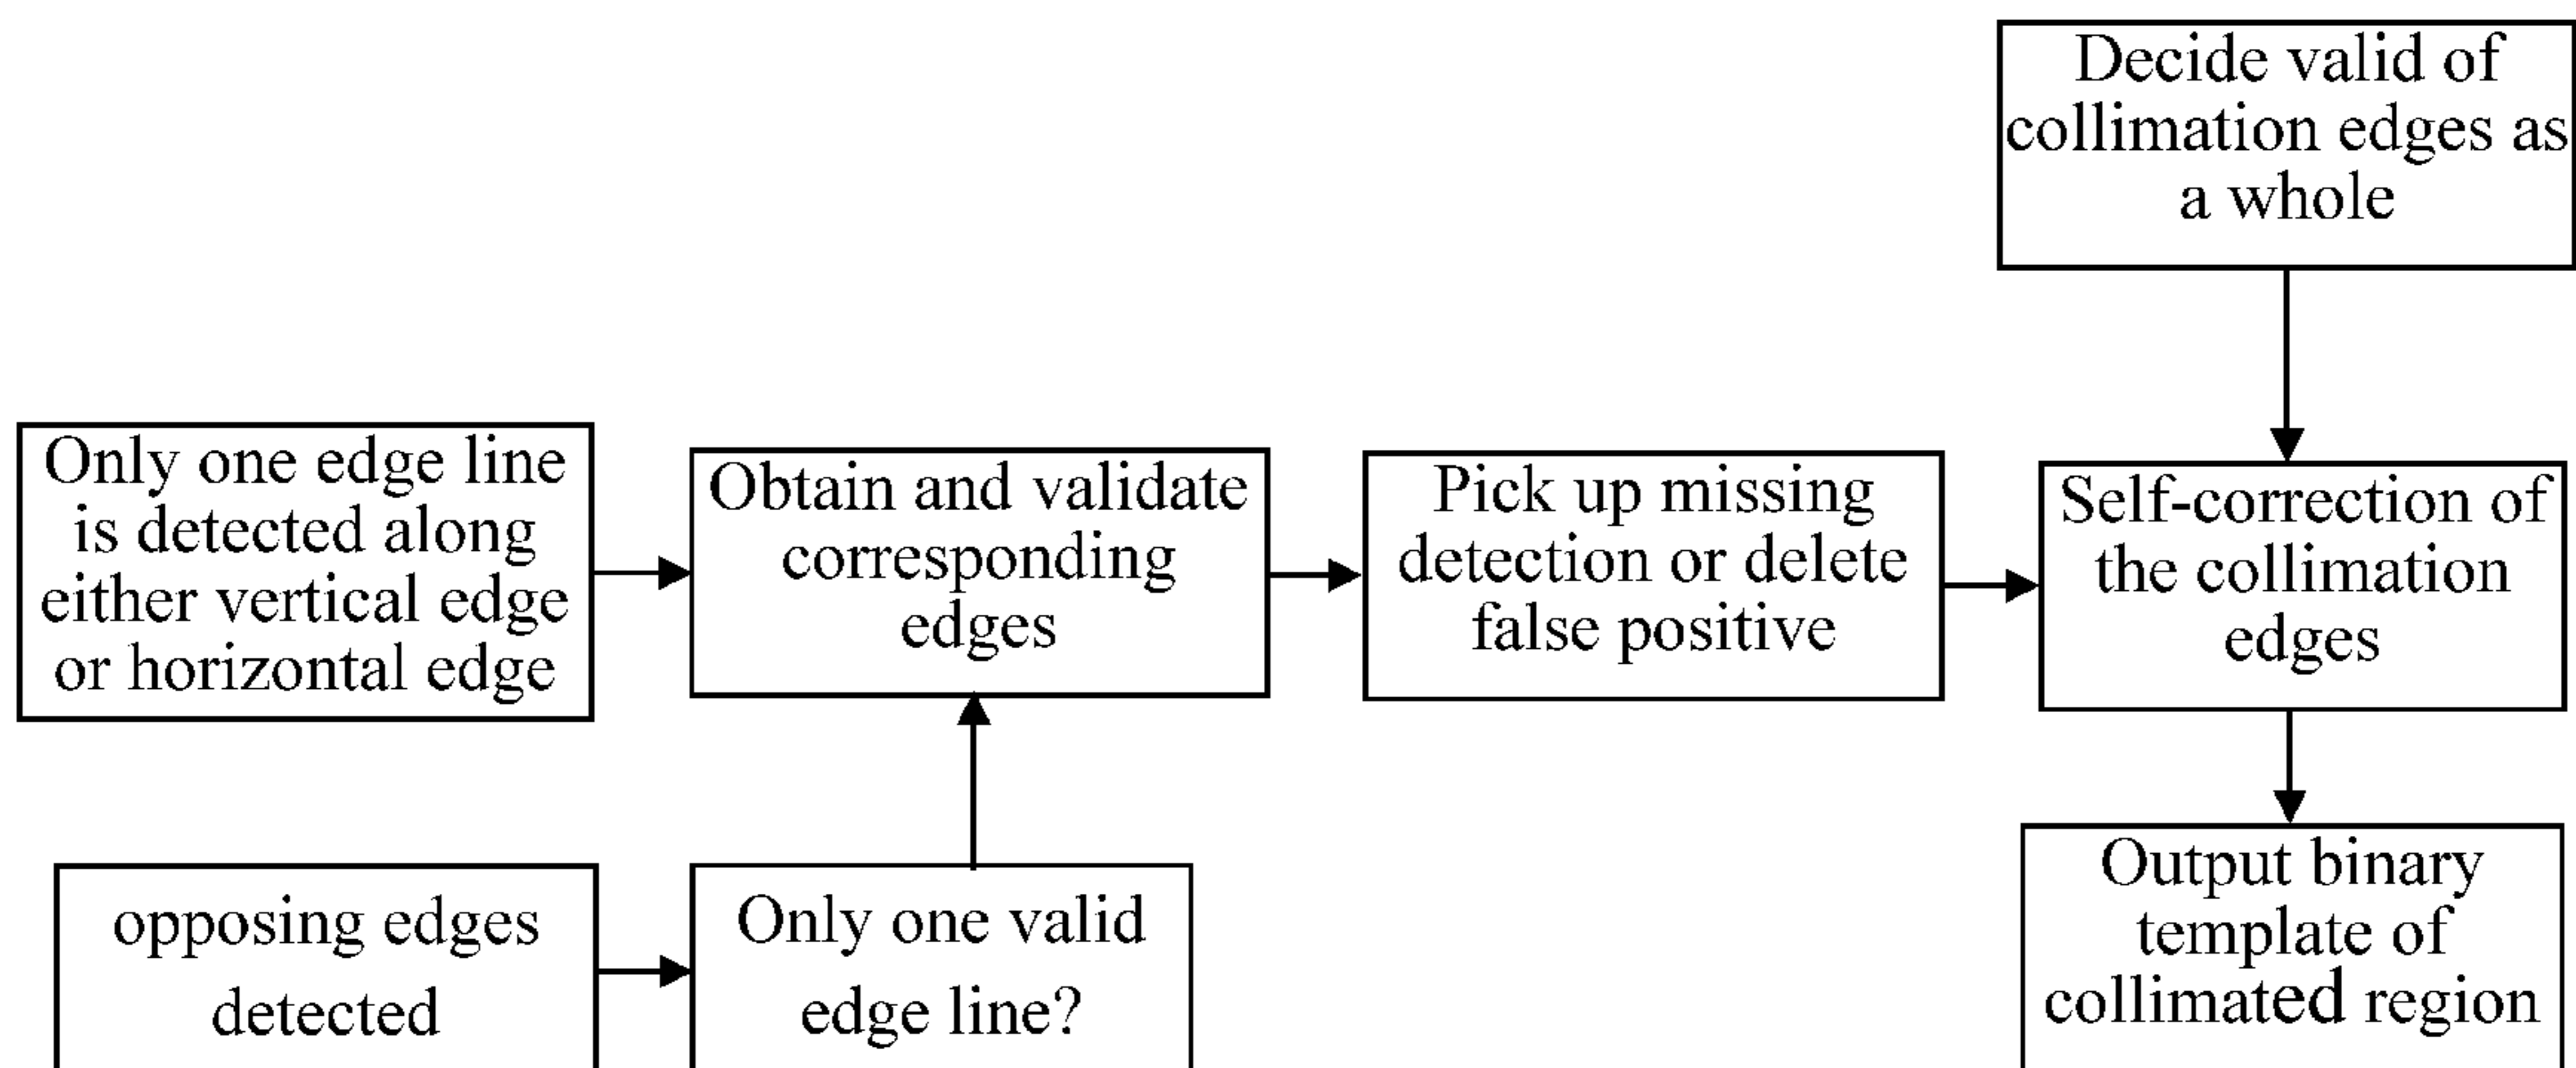 Decide valid of
collimation edges as
a whole
Only one edge line
is detected along
either vertical edge
or horizontal edge
Obtain and validate
corresponding
edges
Pick up missing
detection or delete
false positive
Self-correction of
the collimation
edges
opposing edges
detected
Only one valid
edge line?
Output binary
template of
collimated region